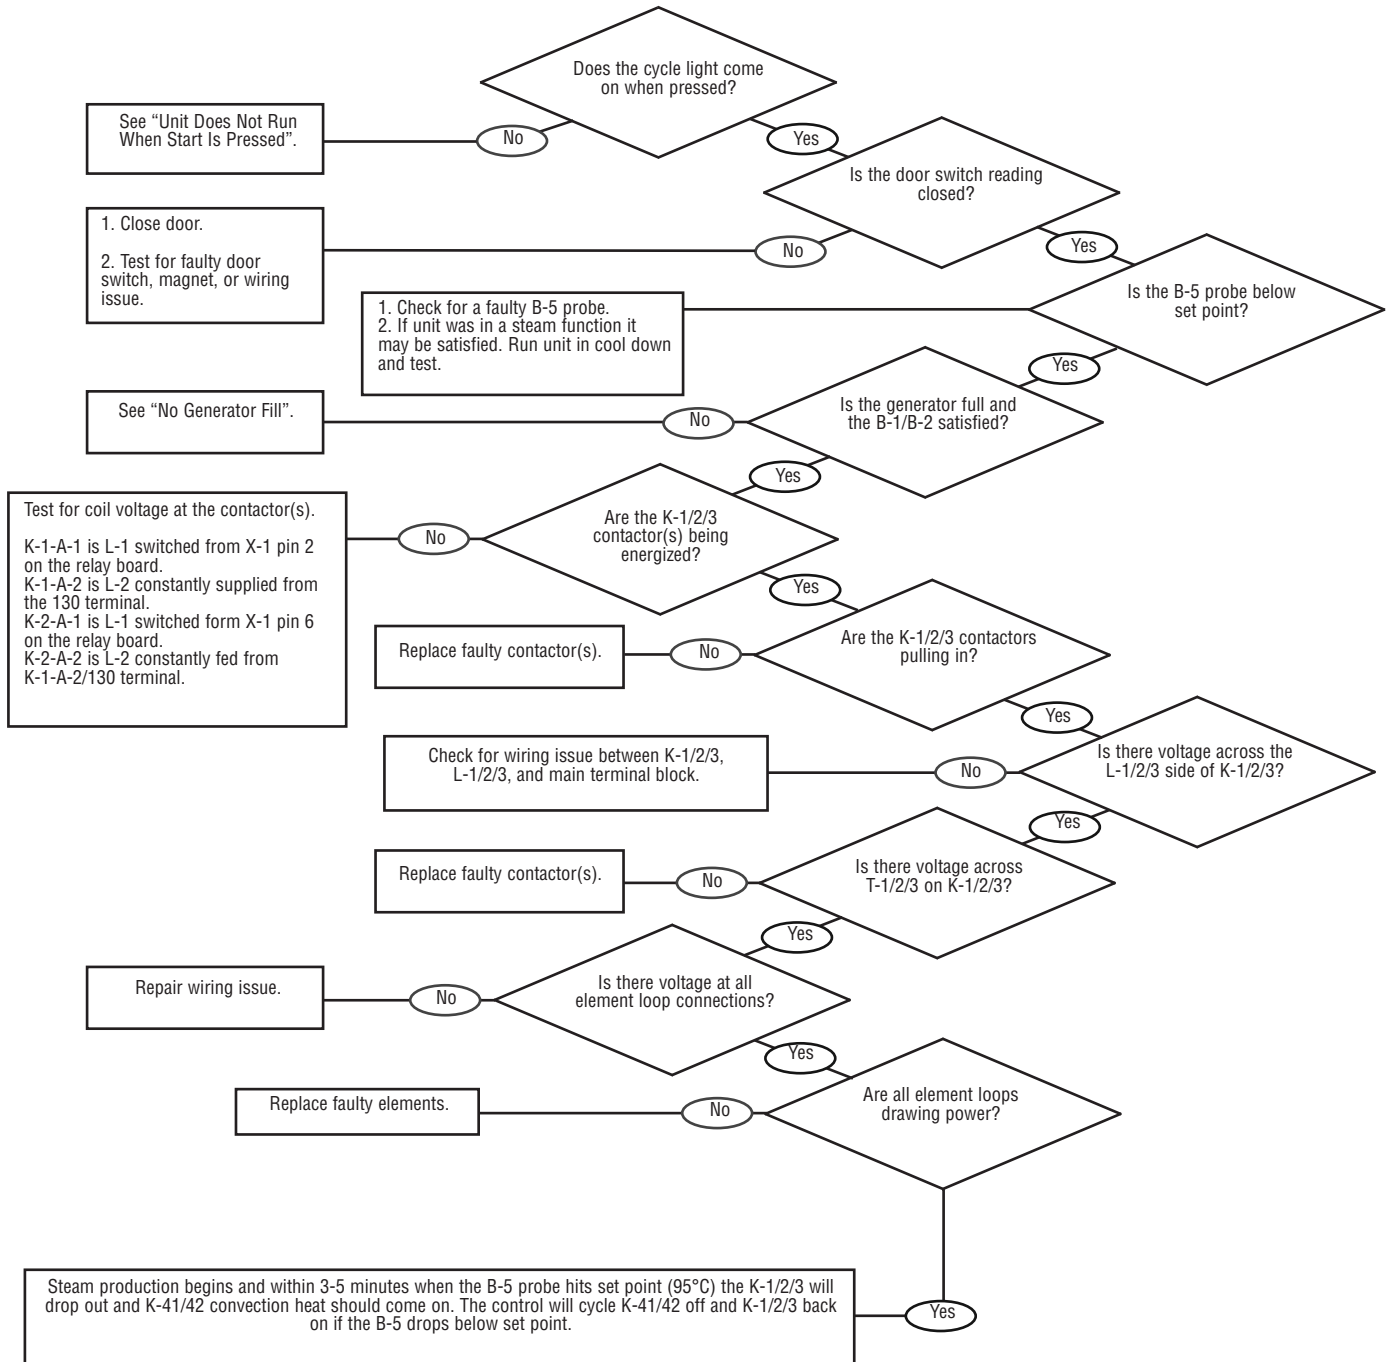 Does the cycle light come
on when pressed?
No
Yes
See “Unit Does Not Run
When Start Is Pressed”.
Is the door switch reading
closed?
No
Yes
1. Close door.
2. Test for faulty door
switch, magnet, or wiring
issue.
Is the B-5 probe below
set point?
1. Check for a faulty B-5 probe.
2. If unit was in a steam function it
may be satisfied. Run unit in cool down
and test.
Yes
Is the generator full and
the B-1/B-2 satisfied?
No
See “No Generator Fill”.
Yes
Are the K-1/2/3
contactor(s) being
energized?
No
Test for coil voltage at the contactor(s).
K-1-A-1 is L-1 switched from X-1 pin 2
on the relay board.
K-1-A-2 is L-2 constantly supplied from
the 130 terminal.
K-2-A-1 is L-1 switched form X-1 pin 6
on the relay board.
K-2-A-2 is L-2 constantly fed from
K-1-A-2/130 terminal.
Yes
Are the K-1/2/3 contactors
pulling in?
No
Replace faulty contactor(s).
Yes
Is there voltage across the
L-1/2/3 side of K-1/2/3?
No
Check for wiring issue between K-1/2/3,
L-1/2/3, and main terminal block.
Yes
Is there voltage across
T-1/2/3 on K-1/2/3?
No
Replace faulty contactor(s).
Yes
Is there voltage at all
element loop connections?
No
Repair wiring issue.
Yes
Are all element loops
drawing power?
No
Replace faulty elements.
Yes
Steam production begins and within 3-5 minutes when the B-5 probe hits set point (95°C) the K-1/2/3 will
drop out and K-41/42 convection heat should come on. The control will cycle K-41/42 off and K-1/2/3 back
on if the B-5 drops below set point.